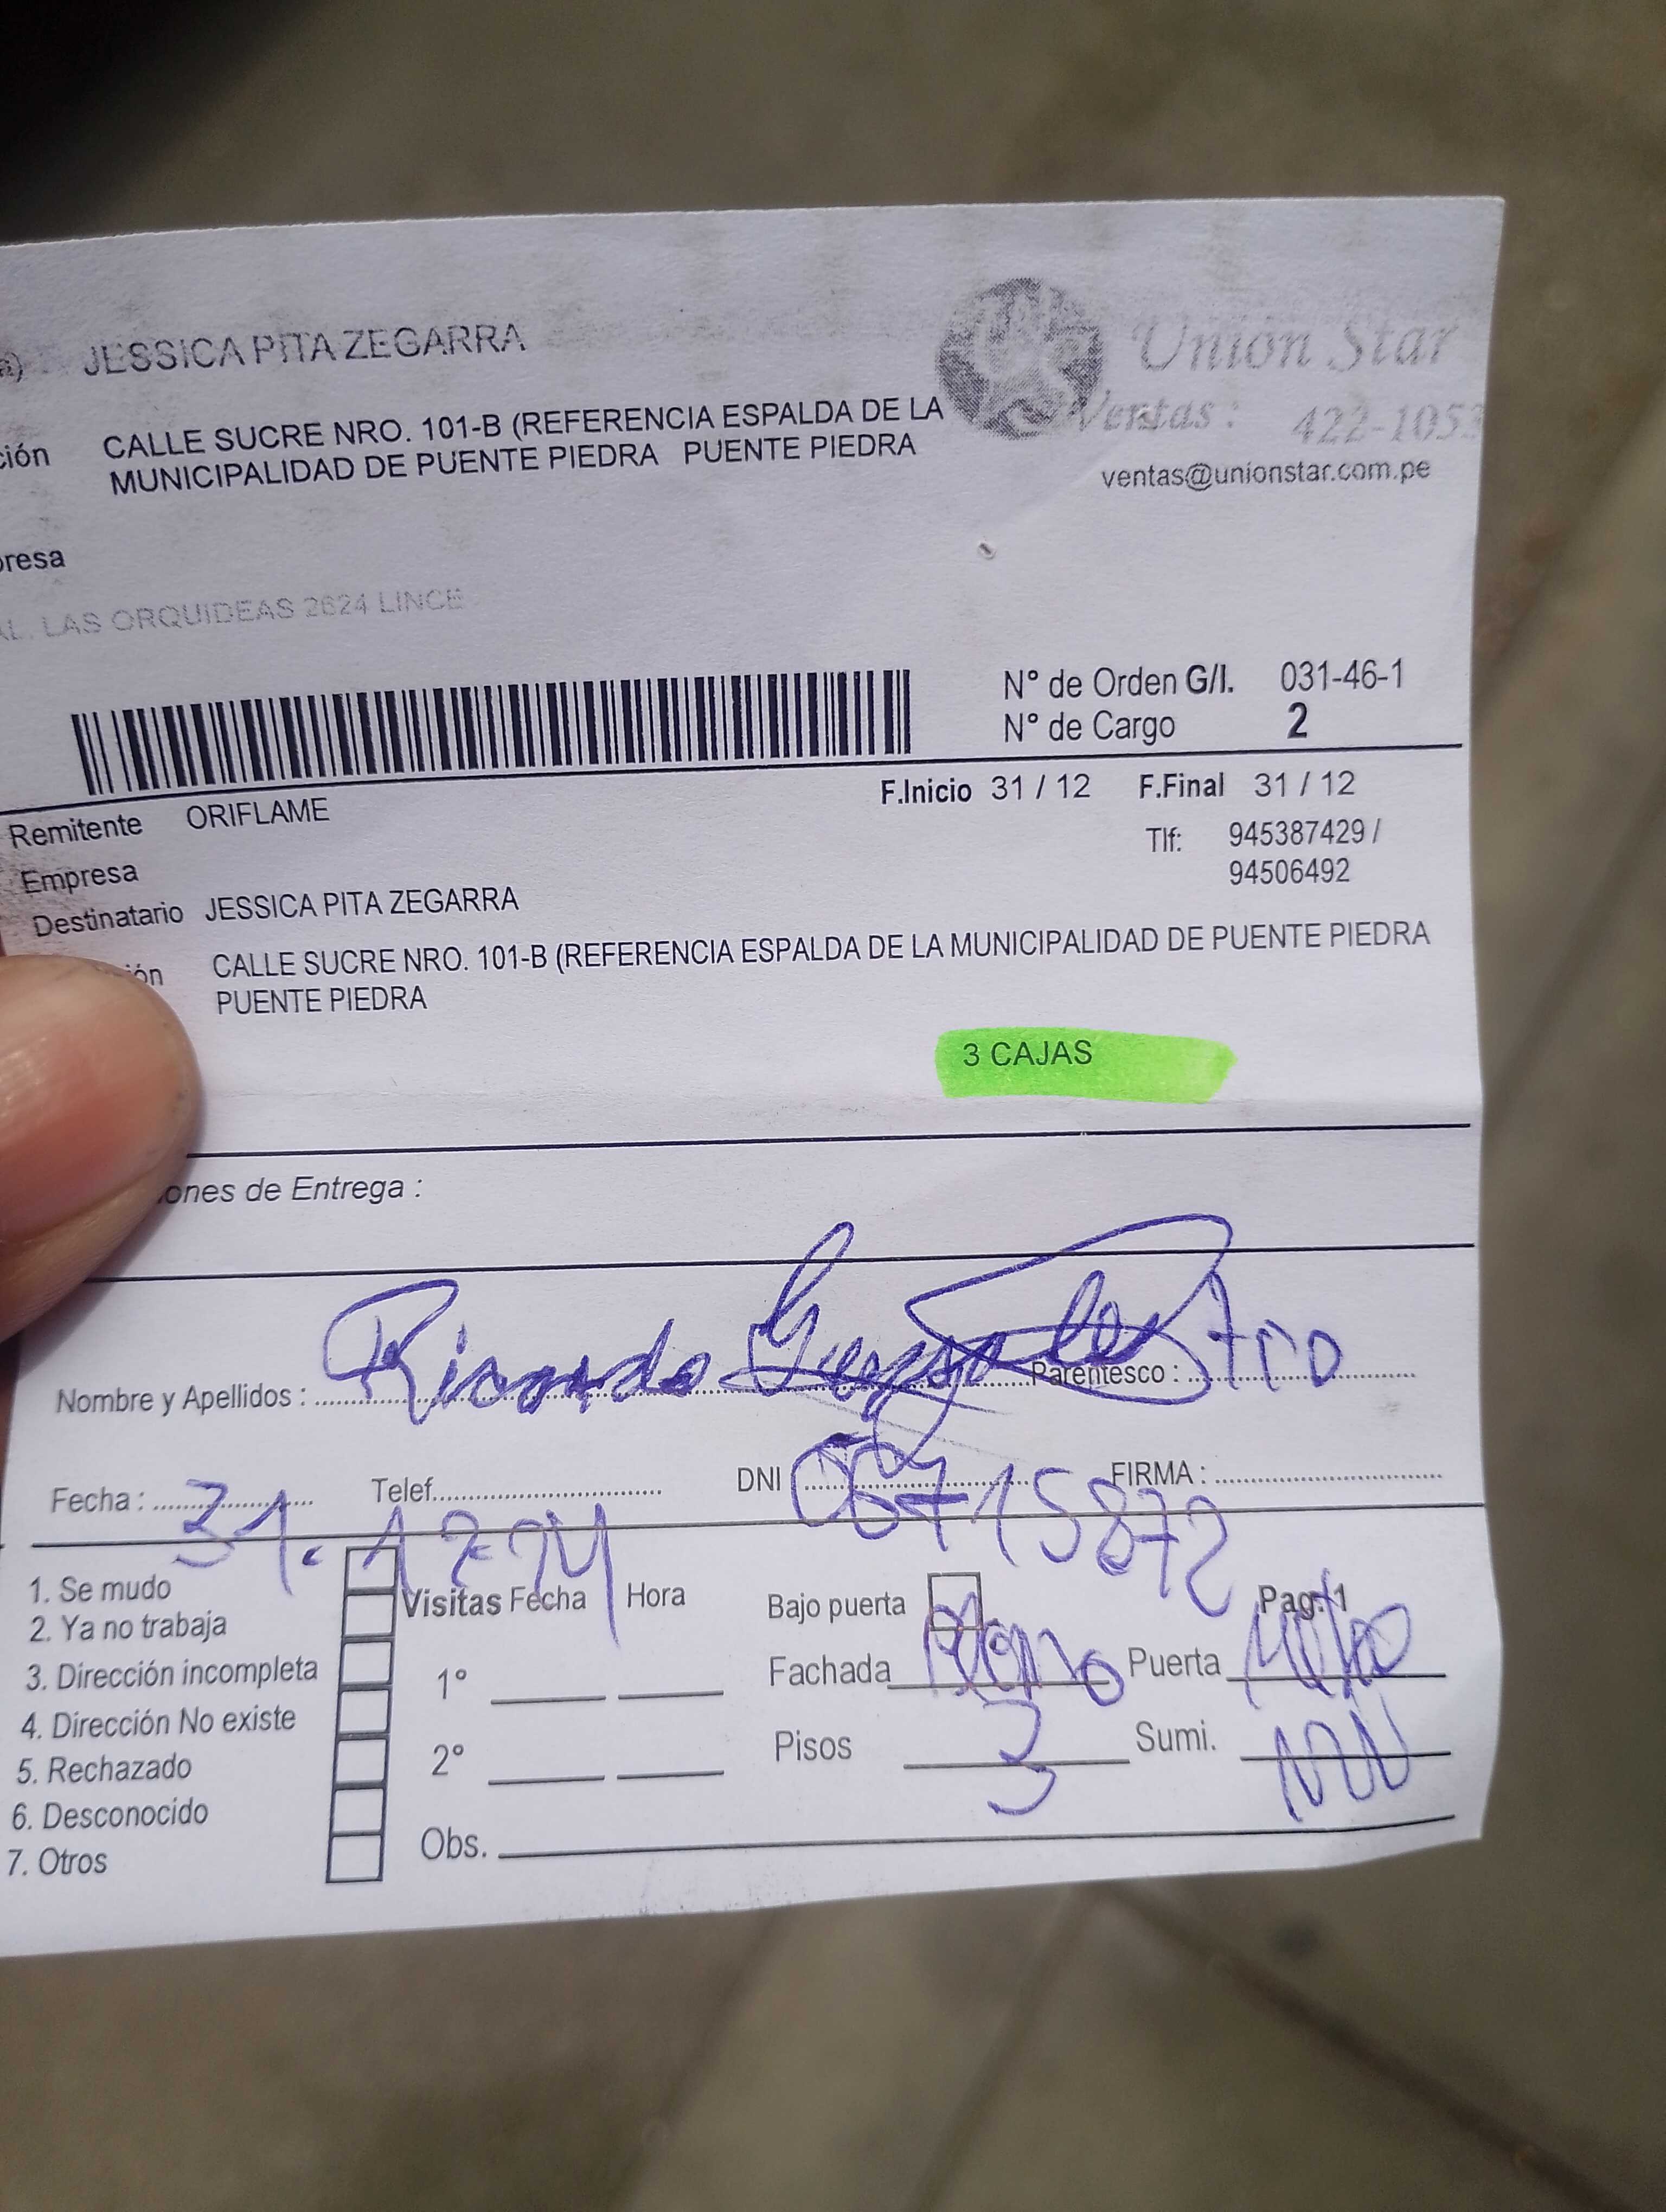 JESSICA PITA ZEGARRA
ción CALLE SUCRE NRO. 101-B (REFERENCIA ESPALDA DE LA
MUNICIPALIDAD DE PUENTE PIEDRA PUENTE PIEDRA
Unión Star
Ventas : 422-1053
ventas@unionstar.com.pe
presa
AL. LAS ORQUIDEAS 2624 LINCE
N° de Orden G/I. 031-46-1
N° de Cargo 2
Remitente ORIFLAME
F.Inicio 31 / 12 F.Final 31 / 12
Empresa
Tlf: 945387429 /
94506492
Destinatario JESSICA PITA ZEGARRA
ón CALLE SUCRE NRO. 101-B (REFERENCIA ESPALDA DE LA MUNICIPALIDAD DE PUENTE PIEDRA
PUENTE PIEDRA
3 CAJAS
ones de Entrega :
Nombre y Apellidos : Ricardo Parentesco :
Fecha : 31. 12-24 Telef. DNI 06715872 FIRMA :
1. Se mudo
2. Ya no trabaja
3. Dirección incompleta
4. Dirección No existe
5. Rechazado
6. Desconocido
7. Otros
Visitas Fecha Hora
1°
2°
Obs.
Bajo puerta Pag. 1
Fachada Puerta
Pisos 3 Sumi.